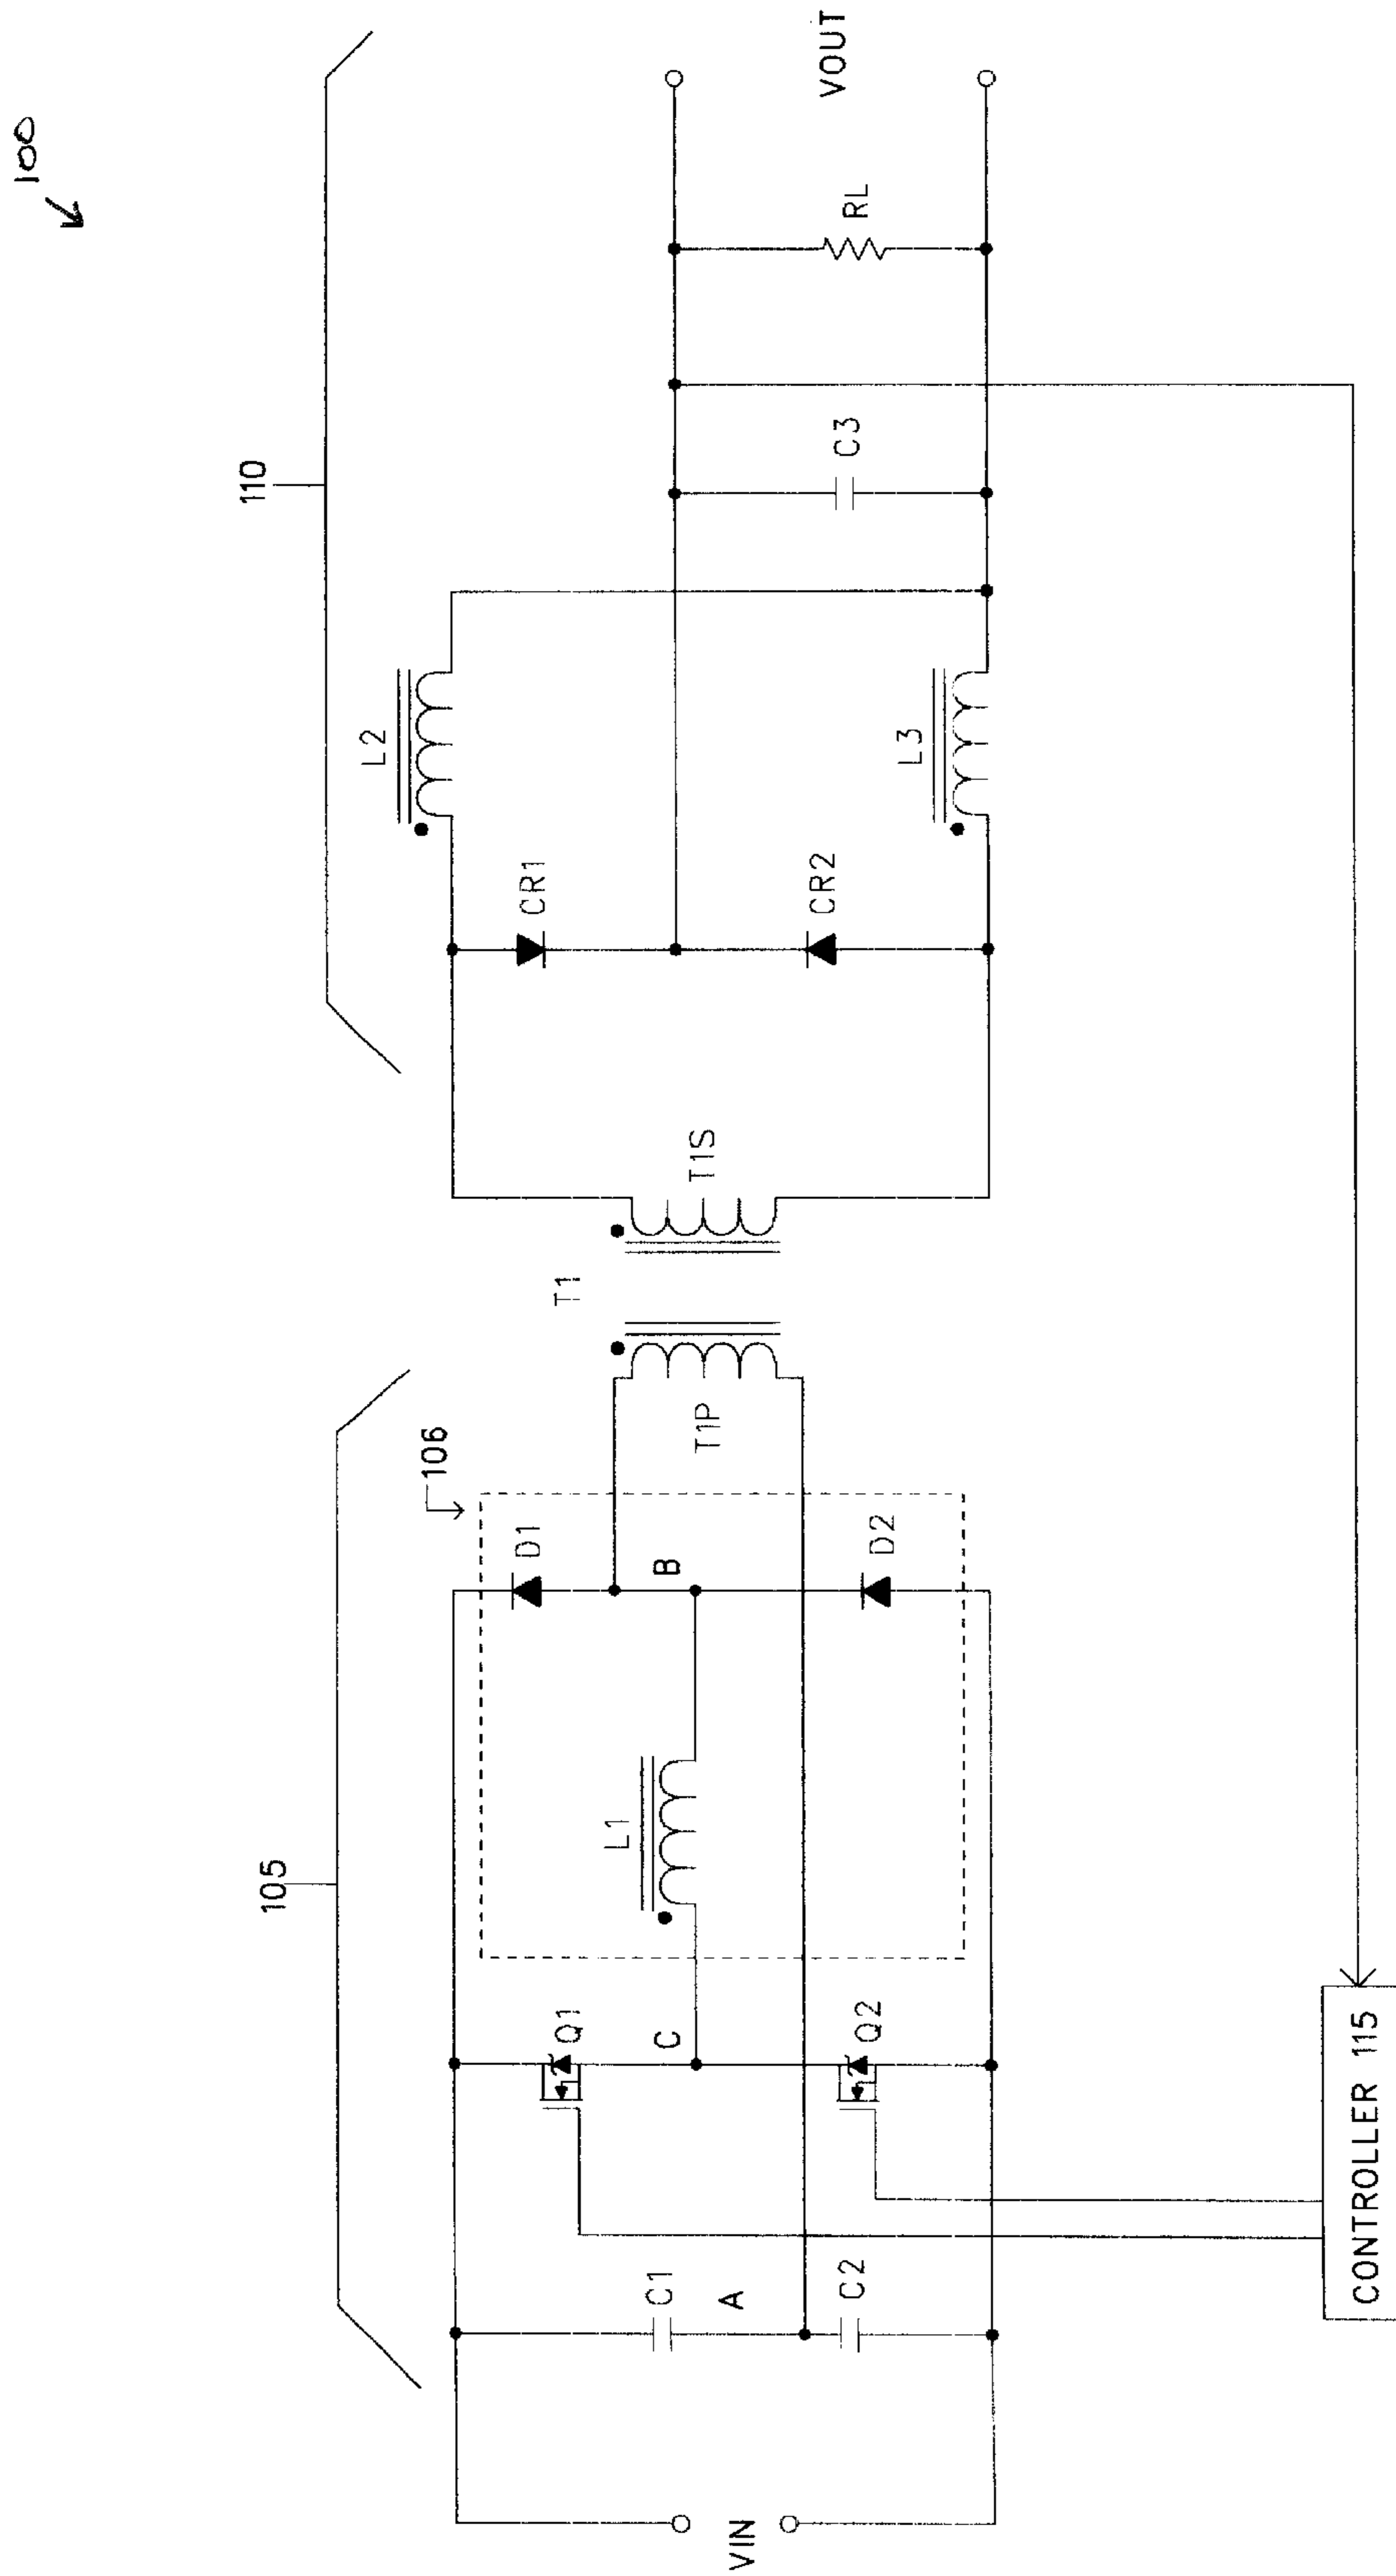 100
110
105
106
L2
CR1
CR2
L3
C3
RL
VOUT
T1
T1P
T1S
D1
B
D2
L1
Q1
C
Q2
C1
A
C2
VIN
CONTROLLER 115